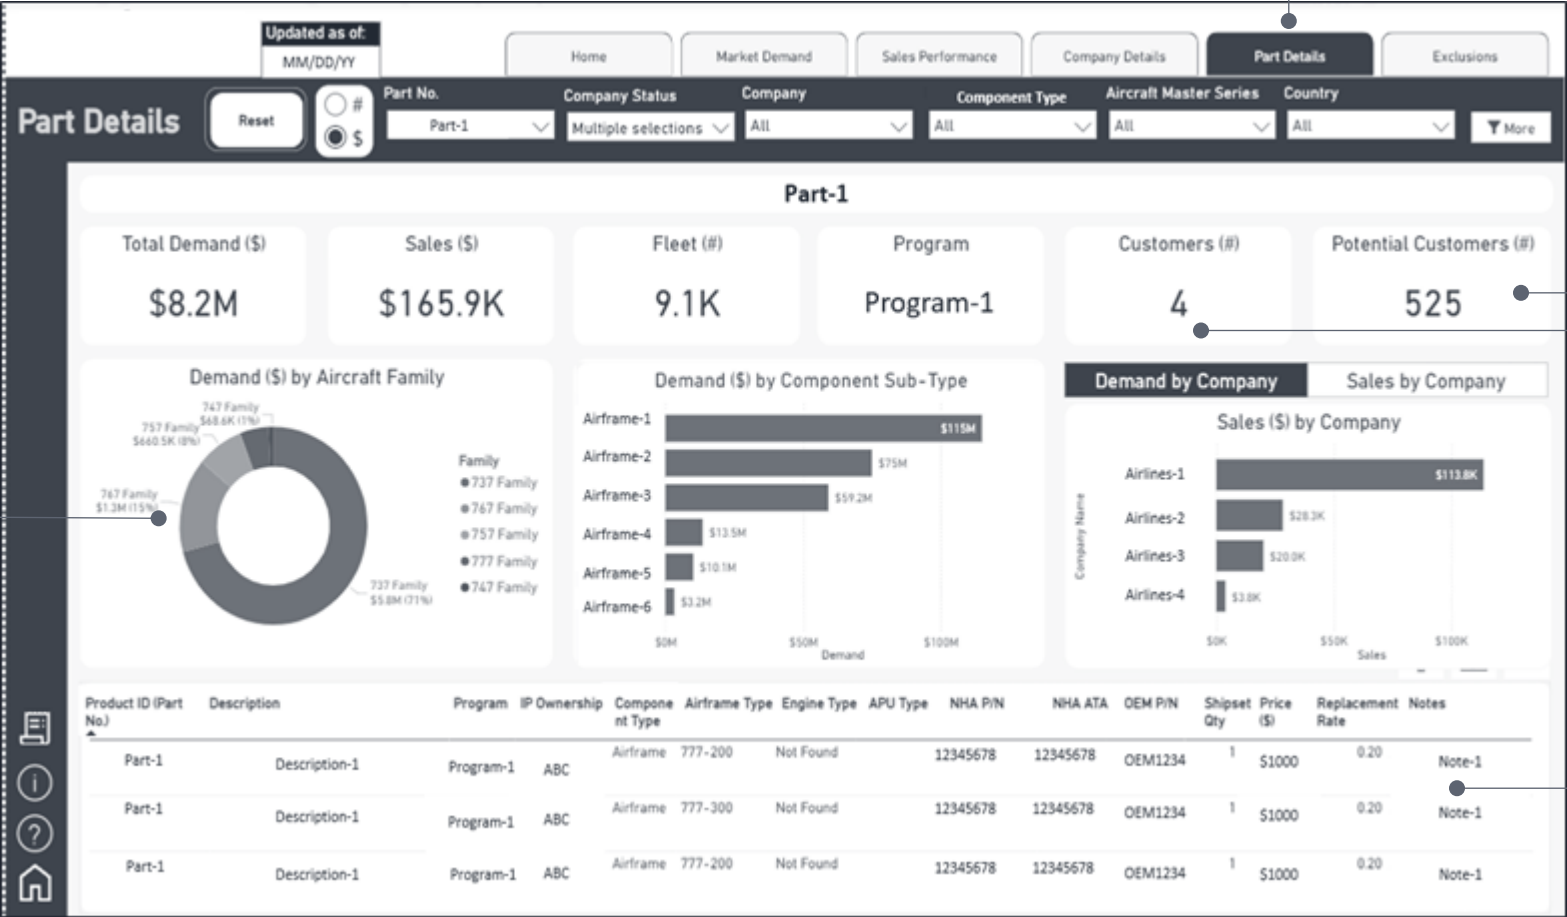 Updated as of:
MM/DD/YY
Home
Market Demand
Sales Performance
Company Details
Part Details
Exclusions
Part Details
Reset
#
$
Part No.
Part-1
Company Status
Multiple selections
Company
All
Component Type
All
Aircraft Master Series
All
Country
All
More
Part-1
Total Demand ($)
$8.2M
Sales ($)
$165.9K
Fleet (#)
9.1K
Program
Program-1
Customers (#)
4
Potential Customers (#)
525
Demand ($) by Aircraft Family
747 Family
$68.6K (1%)
757 Family
$660.5K (8%)
767 Family
$1.3M (15%)
737 Family
$5.8M (71%)
Family
737 Family
767 Family
757 Family
777 Family
747 Family
Demand ($) by Component Sub-Type
Airframe-1
$115M
Airframe-2
$75M
Airframe-3
$59.2M
Airframe-4
$13.5M
Airframe-5
$10.1M
Airframe-6
$3.2M
$0M $50M $100M
Demand
Demand by Company
Sales by Company
Sales ($) by Company
Company Name
Airlines-1
$113.8K
Airlines-2
$28.3K
Airlines-3
$20.0K
Airlines-4
$3.8K
$0K $50K $100K
Sales
Product ID (Part Description Program IP Ownership Compone Airframe Type Engine Type APU Type NHA P/N NHA ATA OEM P/N Shipset Price Replacement Notes
No.) nt Type Qty ($) Rate
Part-1 Description-1 Program-1 ABC Airframe 777-200 Not Found 12345678 12345678 OEM1234 1 $1000 0.20 Note-1
Part-1 Description-1 Program-1 ABC Airframe 777-300 Not Found 12345678 12345678 OEM1234 1 $1000 0.20 Note-1
Part-1 Description-1 Program-1 ABC Airframe 777-200 Not Found 12345678 12345678 OEM1234 1 $1000 0.20 Note-1